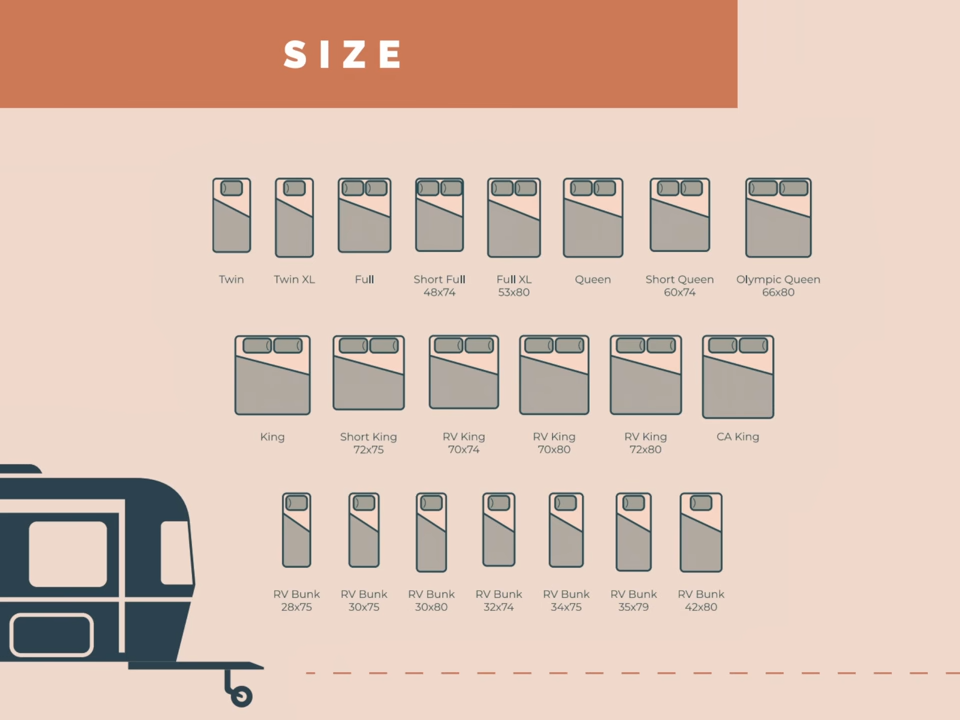 SIZE
Twin
Twin XL
Full
Short Full
48x74
Full XL
53x80
Queen
Short Queen
60x74
Olympic Queen
66x80
King
Short King
72x75
RV King
70x74
RV King
70x80
RV King
72x80
CA King
RV Bunk
28x75
RV Bunk
30x75
RV Bunk
30x80
RV Bunk
32x74
RV Bunk
34x75
RV Bunk
35x79
RV Bunk
42x80